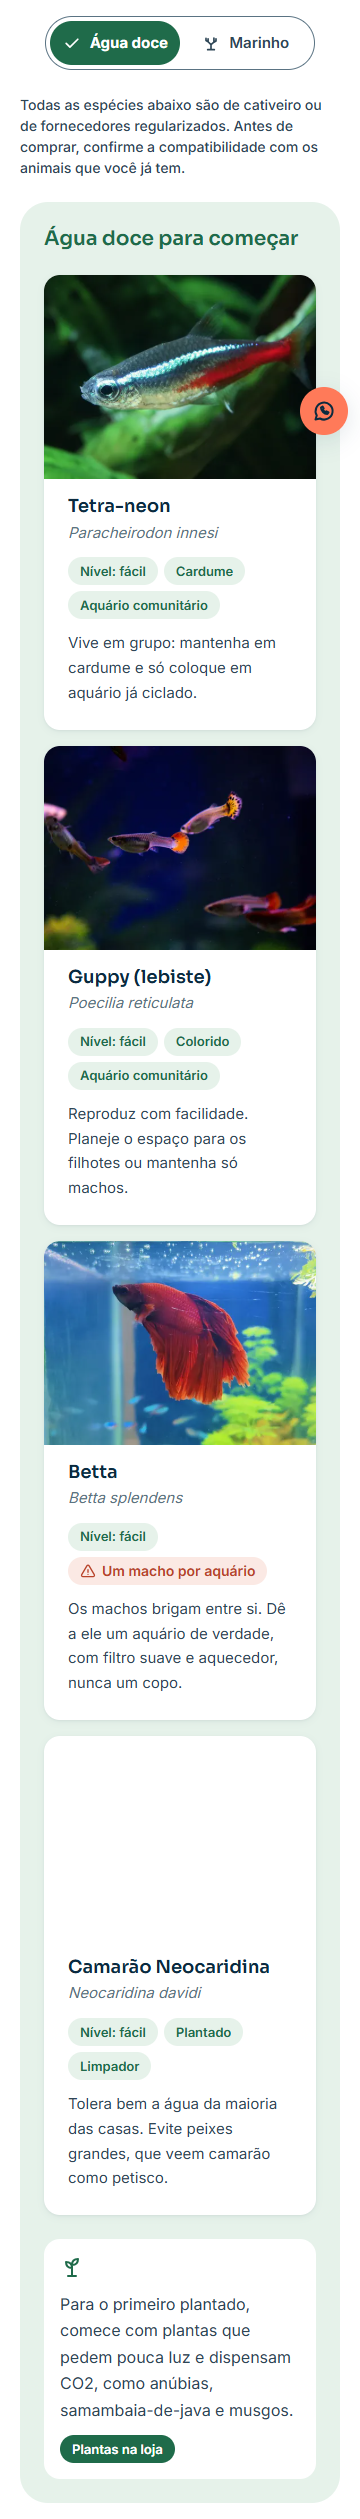 Água doce
Marinho
Todas as espécies abaixo são de cativeiro ou
de fornecedores regularizados. Antes de
comprar, confirme a compatibilidade com os
animais que você já tem.
Água doce para começar
Tetra-neon
Paracheirodon innesi
Nível: fácil
Cardume
Aquário comunitário
Vive em grupo: mantenha em
cardume e só coloque em
aquário já ciclado.
Guppy (lebiste)
Poecilia reticulata
Nível: fácil
Colorido
Aquário comunitário
Reproduz com facilidade.
Planeje o espaço para os
filhotes ou mantenha só
machos.
Betta
Betta splendens
Nível: fácil
Um macho por aquário
Os machos brigam entre si. Dê
a ele um aquário de verdade,
com filtro suave e aquecedor,
nunca um copo.
Camarão Neocaridina
Neocaridina davidi
Nível: fácil
Plantado
Limpador
Tolera bem a água da maioria
das casas. Evite peixes
grandes, que veem camarão
como petisco.
Para o primeiro plantado,
comece com plantas que
pedem pouca luz e dispensam
CO2, como anúbias,
samambaia-de-java e musgos.
Plantas na loja